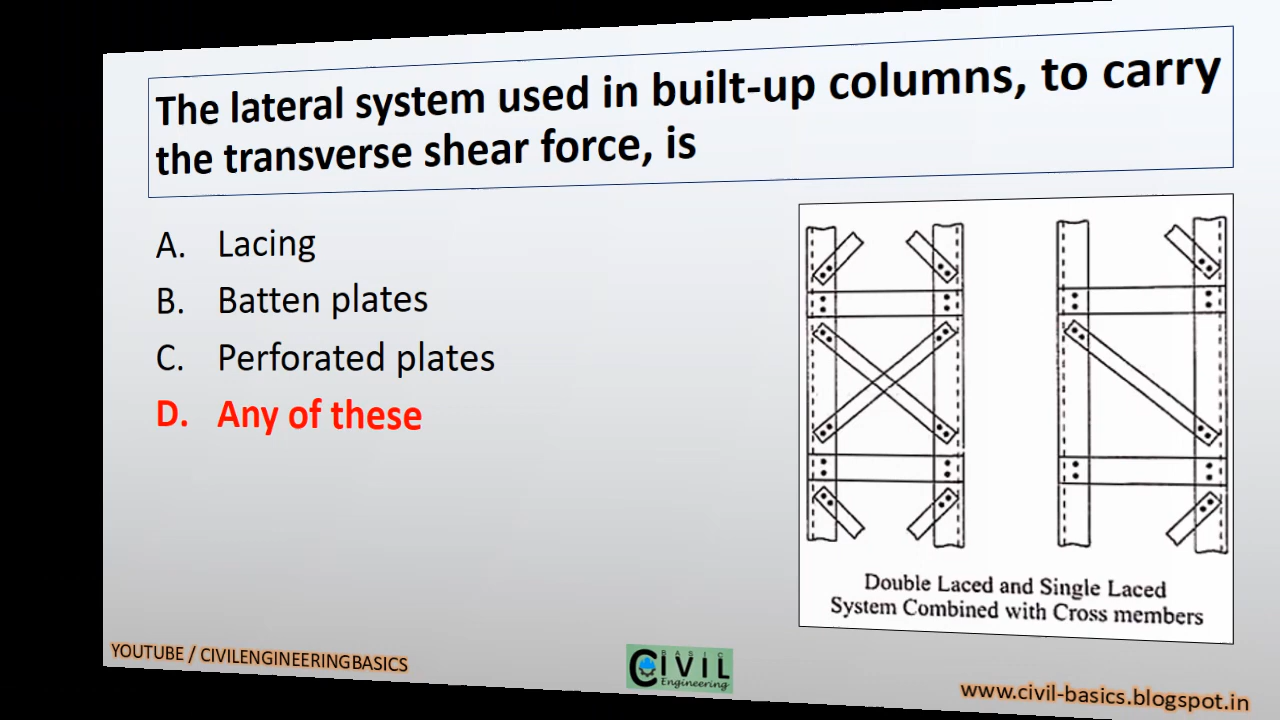 The lateral system used in built-up columns, to carry
the transverse shear force, is
A. Lacing
B. Batten plates
C. Perforated plates
D. Any of these
Double Laced and Single Laced
System Combined with Cross members
YOUTUBE / CIVILENGINEERINGBASICS
BASIC
CIVIL
Engineering
www.civil-basics.blogspot.in